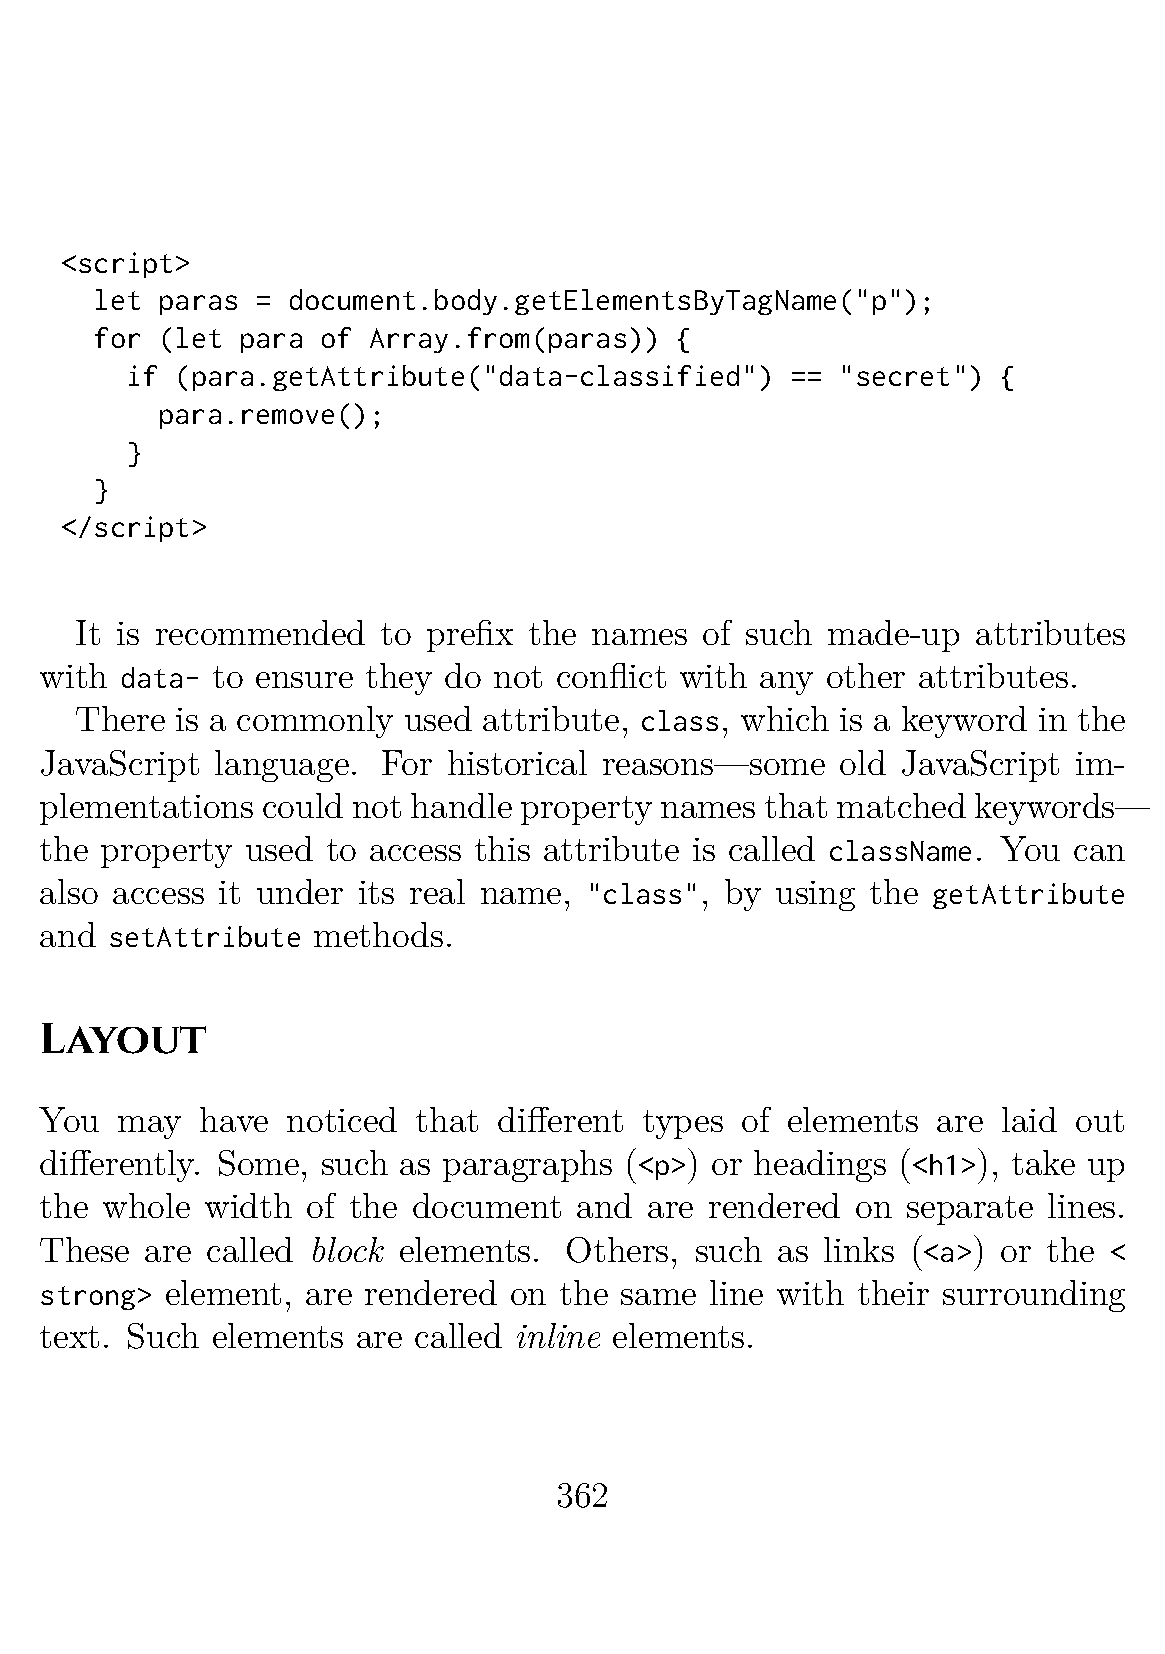 <script>
  let paras = document.body.getElementsByTagName("p");
  for (let para of Array.from(paras)) {
    if (para.getAttribute("data-classified") == "secret") {
      para.remove();
    }
  }
</script>
It is recommended to prefix the names of such made-up attributes
with data- to ensure they do not conflict with any other attributes.
There is a commonly used attribute, class, which is a keyword in the
JavaScript language. For historical reasons—some old JavaScript im-
plementations could not handle property names that matched keywords—
the property used to access this attribute is called className. You can
also access it under its real name, "class", by using the getAttribute
and setAttribute methods.
Layout
You may have noticed that different types of elements are laid out
differently. Some, such as paragraphs (<p>) or headings (<h1>), take up
the whole width of the document and are rendered on separate lines.
These are called block elements. Others, such as links (<a>) or the <
strong> element, are rendered on the same line with their surrounding
text. Such elements are called inline elements.
362